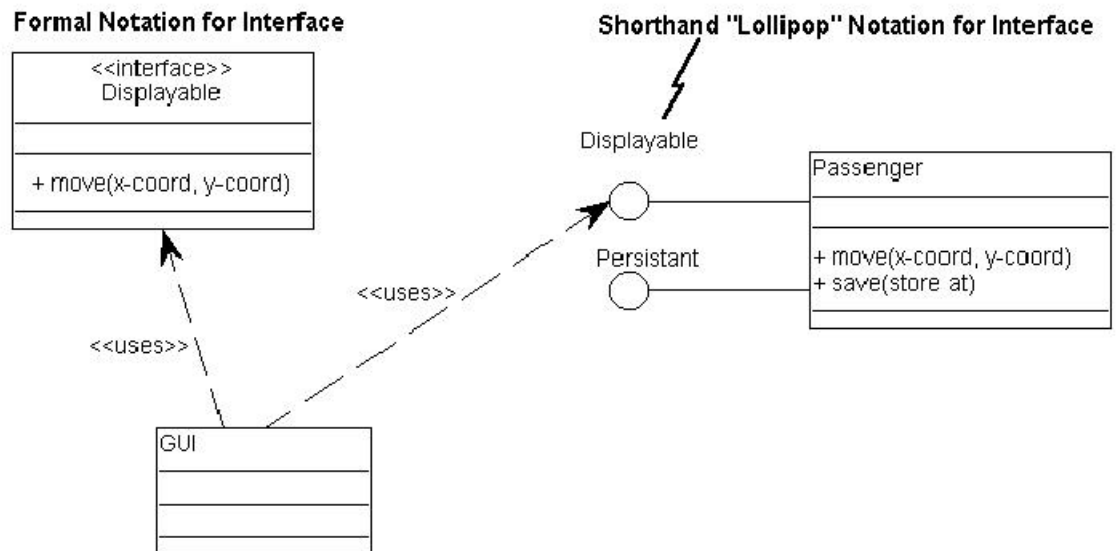 Formal Notation for Interface
Shorthand "Lollipop" Notation for Interface
<<interface>>
Displayable
+ move(x-coord, y-coord)
Displayable
Persistant
Passenger
+ move(x-coord, y-coord)
+ save(store at)
<<uses>>
<<uses>>
GUI